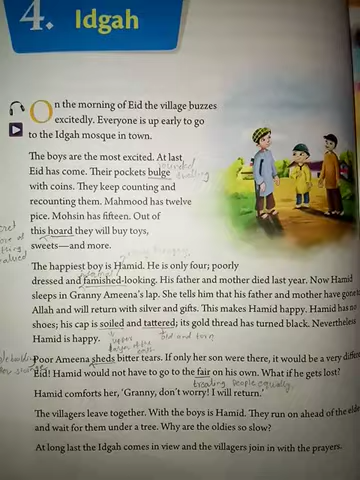 4. Idgah
On the morning of Eid the village buzzes
excitedly. Everyone is up early to go
to the Idgah mosque in town.
The boys are the most excited. At last,
Eid has come. Their pockets bulge
with coins. They keep counting and
recounting them. Mahmood has twelve
pice. Mohsin has fifteen. Out of
this hoard they will buy toys,
sweets—and more.
The happiest boy is Hamid. He is only four; poorly
dressed and famished-looking. His father and mother died last year. Now Hamid
sleeps in Granny Ameena's lap. She tells him that his father and mother have gone to
Allah and will return with silver and gifts. This makes Hamid happy. Hamid has no
shoes; his cap is soiled and tattered; its gold thread has turned black. Nevertheless
Hamid is happy.
upper layer of the earth
old and torn
Poor Ameena sheds bitter tears. If only her son were there, it would be a very different
Eid! Hamid would not have to go to the fair on his own. What if he gets lost?
treating people equally
Hamid comforts her, 'Granny, don't worry! I will return.'
The villagers leave together. With the boys is Hamid. They run on ahead of the elders
and wait for them under a tree. Why are the oldies so slow?
At long last the Idgah comes in view and the villagers join in with the prayers.